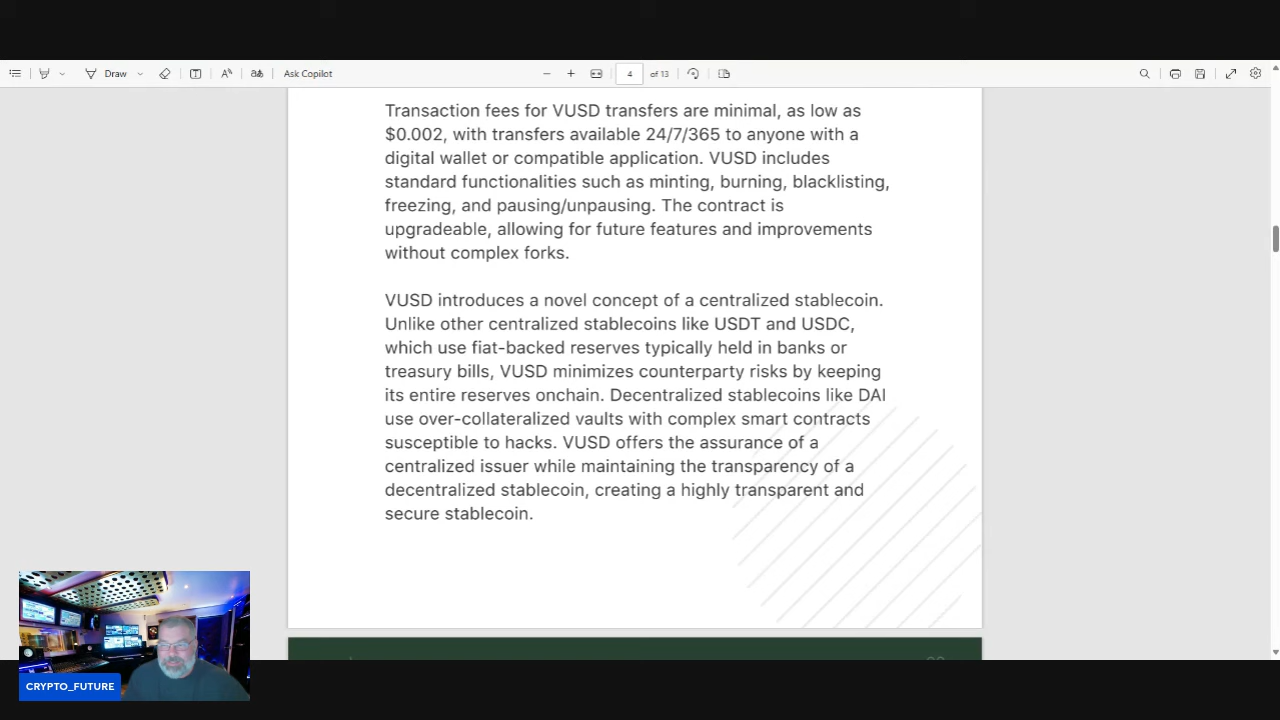 Draw
Ask Copilot
4 of 13
Transaction fees for VUSD transfers are minimal, as low as
$0.002, with transfers available 24/7/365 to anyone with a
digital wallet or compatible application. VUSD includes
standard functionalities such as minting, burning, blacklisting,
freezing, and pausing/unpausing. The contract is
upgradeable, allowing for future features and improvements
without complex forks.
VUSD introduces a novel concept of a centralized stablecoin.
Unlike other centralized stablecoins like USDT and USDC,
which use fiat-backed reserves typically held in banks or
treasury bills, VUSD minimizes counterparty risks by keeping
its entire reserves onchain. Decentralized stablecoins like DAI
use over-collateralized vaults with complex smart contracts
susceptible to hacks. VUSD offers the assurance of a
centralized issuer while maintaining the transparency of a
decentralized stablecoin, creating a highly transparent and
secure stablecoin.
CRYPTO_FUTURE